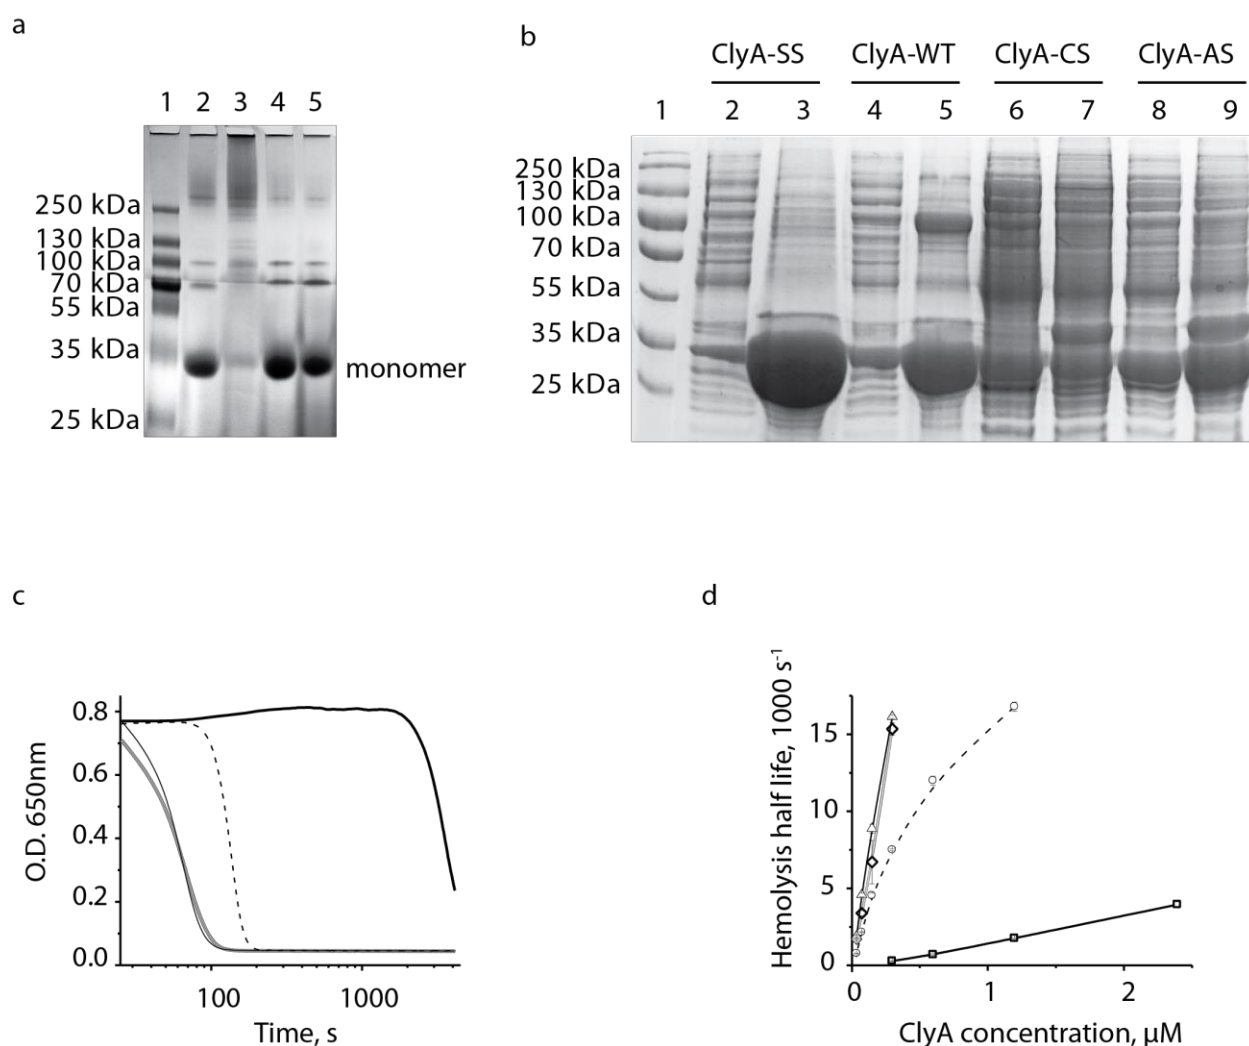 a
1 2 3 4 5
250 kDa
130 kDa
100 kDa
70 kDa
55 kDa
35 kDa
monomer
25 kDa
b
ClyA-SS ClyA-WT ClyA-CS ClyA-AS
1 2 3 4 5 6 7 8 9
250 kDa
130 kDa
100 kDa
70 kDa
55 kDa
35 kDa
25 kDa
c
O.D. 650nm
0.8
0.6
0.4
0.2
0.0
100 1000
Time, s
d
Hemolysis half life, 1000 s⁻¹
15
10
5
0
0 1 2
ClyA concentration, µM